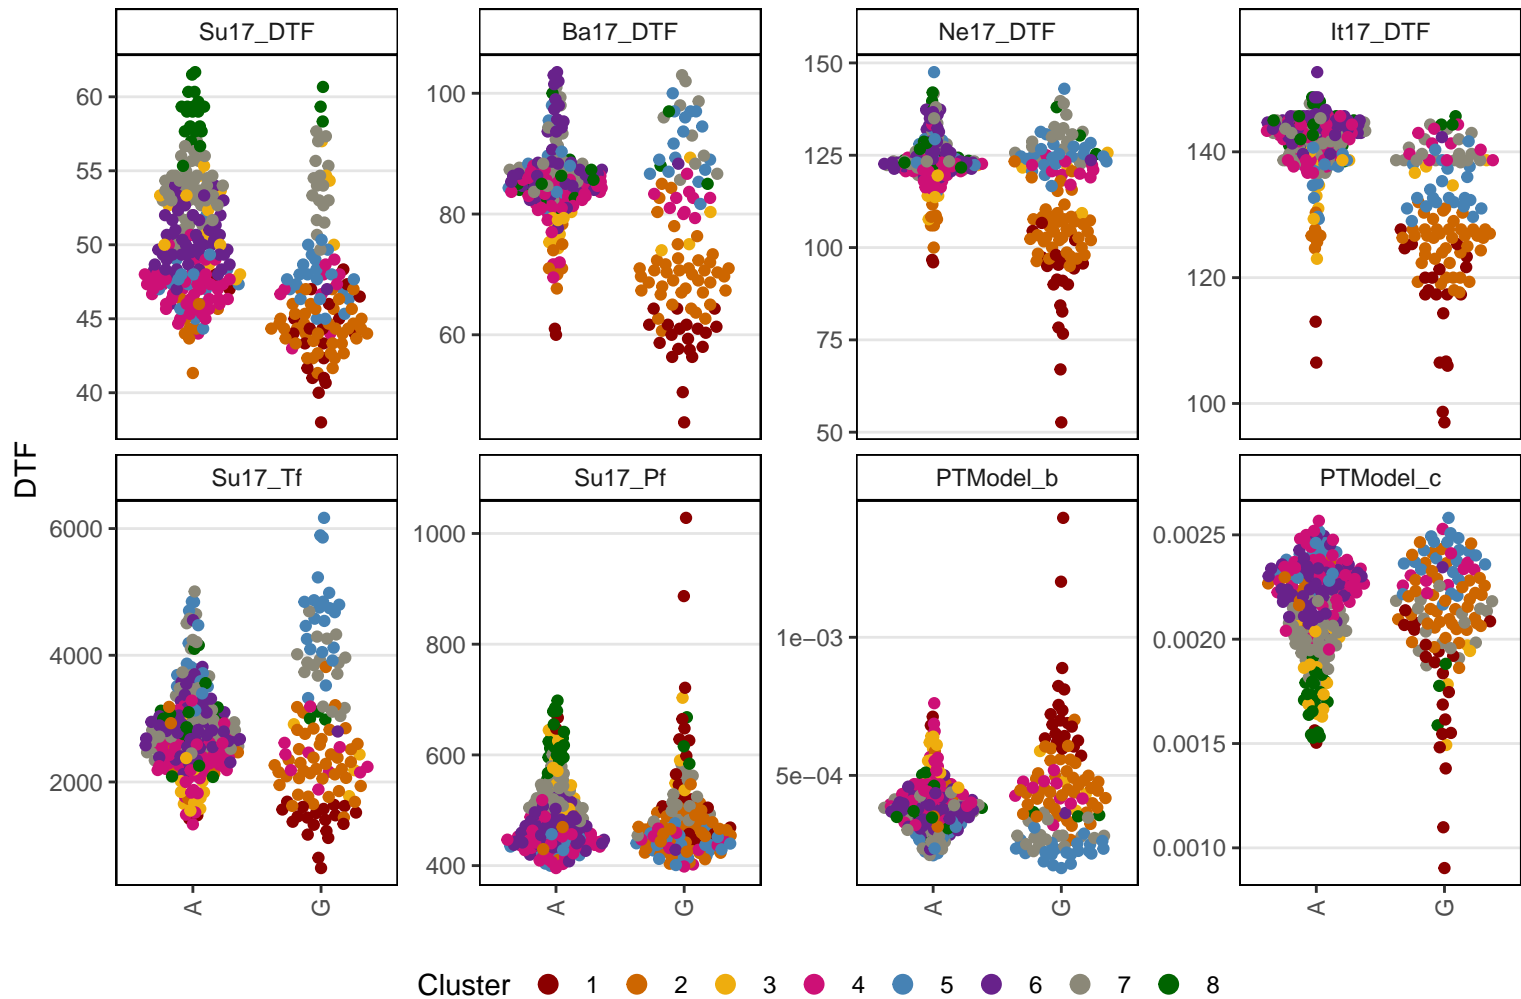 Su17_DTF
Ba17_DTF
Ne17_DTF
It17_DTF
60
55
50
45
40
100
80
60
150
125
100
75
50
140
120
100
DTF
Su17_Tf
Su17_Pf
PTModel_b
PTModel_c
6000
4000
2000
1000
800
600
400
1e−03
5e−04
0.0025
0.0020
0.0015
0.0010
A
G
A
G
A
G
A
G
Cluster 1 2 3 4 5 6 7 8